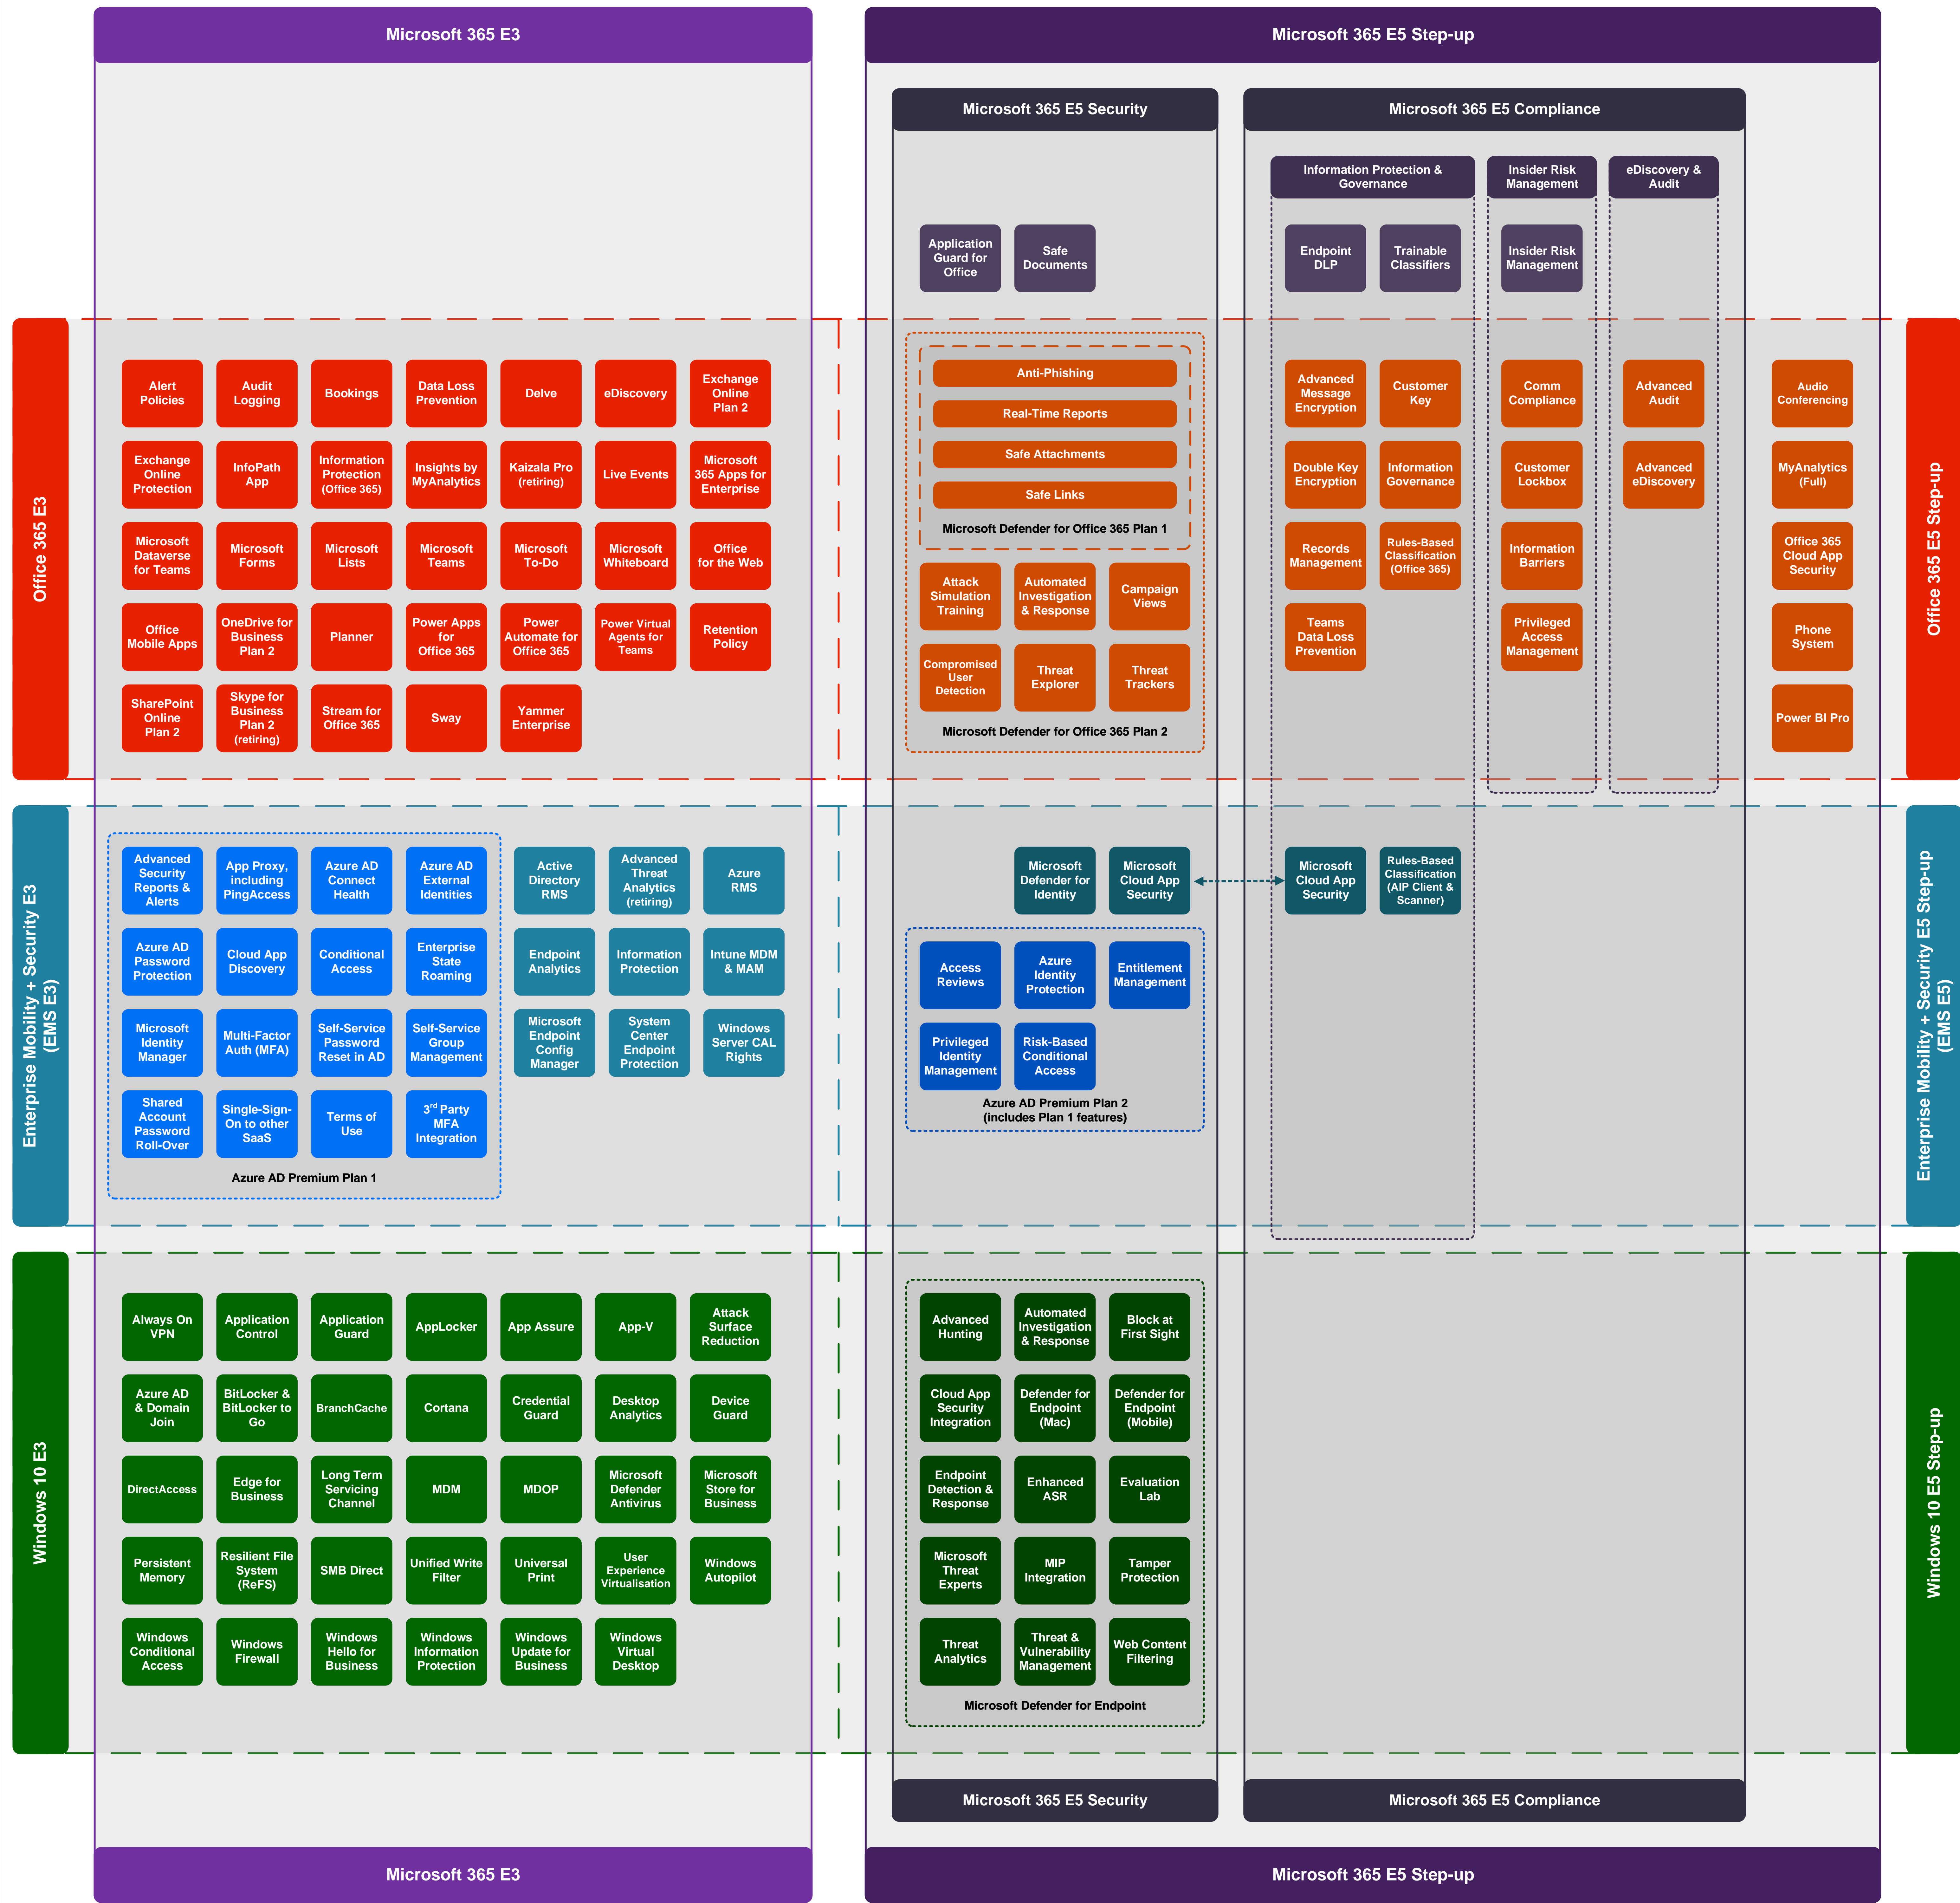 Microsoft 365 E3
Microsoft 365 E5 Step-up
Microsoft 365 E5 Security
Microsoft 365 E5 Compliance
Information Protection &
Governance
Insider Risk
Management
eDiscovery &
Audit
Application
Guard for
Office
Safe
Documents
Endpoint
DLP
Trainable
Classifiers
Insider Risk
Management
Office 365 E3
Alert
Policies
Audit
Logging
Bookings
Data Loss
Prevention
Delve
eDiscovery
Exchange
Online
Plan 2
Exchange
Online
Protection
InfoPath
App
Information
Protection
(Office 365)
Insights by
MyAnalytics
Kaizala Pro
(retiring)
Live Events
Microsoft
365 Apps for
Enterprise
Microsoft
Dataverse
for Teams
Microsoft
Forms
Microsoft
Lists
Microsoft
Teams
Microsoft
To-Do
Microsoft
Whiteboard
Office
for the Web
Office
Mobile Apps
OneDrive for
Business
Plan 2
Planner
Power Apps
for
Office 365
Power
Automate for
Office 365
Power Virtual
Agents for
Teams
Retention
Policy
SharePoint
Online
Plan 2
Skype for
Business
Plan 2
(retiring)
Stream for
Office 365
Sway
Yammer
Enterprise
Anti-Phishing
Real-Time Reports
Safe Attachments
Safe Links
Microsoft Defender for Office 365 Plan 1
Attack
Simulation
Training
Automated
Investigation
& Response
Campaign
Views
Compromised
User
Detection
Threat
Explorer
Threat
Trackers
Microsoft Defender for Office 365 Plan 2
Advanced
Message
Encryption
Customer
Key
Double Key
Encryption
Information
Governance
Records
Management
Rules-Based
Classification
(Office 365)
Teams
Data Loss
Prevention
Comm
Compliance
Customer
Lockbox
Information
Barriers
Privileged
Access
Management
Advanced
Audit
Advanced
eDiscovery
Audio
Conferencing
MyAnalytics
(Full)
Office 365
Cloud App
Security
Phone
System
Power BI Pro
Office 365 E5 Step-up
Enterprise Mobility + Security E3
(EMS E3)
Advanced
Security
Reports &
Alerts
App Proxy,
including
PingAccess
Azure AD
Connect
Health
Azure AD
External
Identities
Azure AD
Password
Protection
Cloud App
Discovery
Conditional
Access
Enterprise
State
Roaming
Microsoft
Identity
Manager
Multi-Factor
Auth (MFA)
Self-Service
Password
Reset in AD
Self-Service
Group
Management
Shared
Account
Password
Roll-Over
Single-Sign-
On to other
SaaS
Terms of
Use
3rd Party
MFA
Integration
Azure AD Premium Plan 1
Active
Directory
RMS
Advanced
Threat
Analytics
(retiring)
Azure
RMS
Endpoint
Analytics
Information
Protection
Intune MDM
& MAM
Microsoft
Endpoint
Config
Manager
System
Center
Endpoint
Protection
Windows
Server CAL
Rights
Microsoft
Defender for
Identity
Microsoft
Cloud App
Security
Microsoft
Cloud App
Security
Rules-Based
Classification
(AIP Client &
Scanner)
Access
Reviews
Azure
Identity
Protection
Entitlement
Management
Privileged
Identity
Management
Risk-Based
Conditional
Access
Azure AD Premium Plan 2
(includes Plan 1 features)
Enterprise Mobility + Security E5 Step-up
(EMS E5)
Windows 10 E3
Always On
VPN
Application
Control
Application
Guard
AppLocker
App Assure
App-V
Attack
Surface
Reduction
Azure AD
& Domain
Join
BitLocker &
BitLocker to
Go
BranchCache
Cortana
Credential
Guard
Desktop
Analytics
Device
Guard
DirectAccess
Edge for
Business
Long Term
Servicing
Channel
MDM
MDOP
Microsoft
Defender
Antivirus
Microsoft
Store for
Business
Persistent
Memory
Resilient File
System
(ReFS)
SMB Direct
Unified Write
Filter
Universal
Print
User
Experience
Virtualisation
Windows
Autopilot
Windows
Conditional
Access
Windows
Firewall
Windows
Hello for
Business
Windows
Information
Protection
Windows
Update for
Business
Windows
Virtual
Desktop
Advanced
Hunting
Automated
Investigation
& Response
Block at
First Sight
Cloud App
Security
Integration
Defender for
Endpoint
(Mac)
Defender for
Endpoint
(Mobile)
Endpoint
Detection &
Response
Enhanced
ASR
Evaluation
Lab
Microsoft
Threat
Experts
MIP
Integration
Tamper
Protection
Threat
Analytics
Threat &
Vulnerability
Management
Web Content
Filtering
Microsoft Defender for Endpoint
Windows 10 E5 Step-up
Microsoft 365 E5 Security
Microsoft 365 E5 Compliance
Microsoft 365 E3
Microsoft 365 E5 Step-up